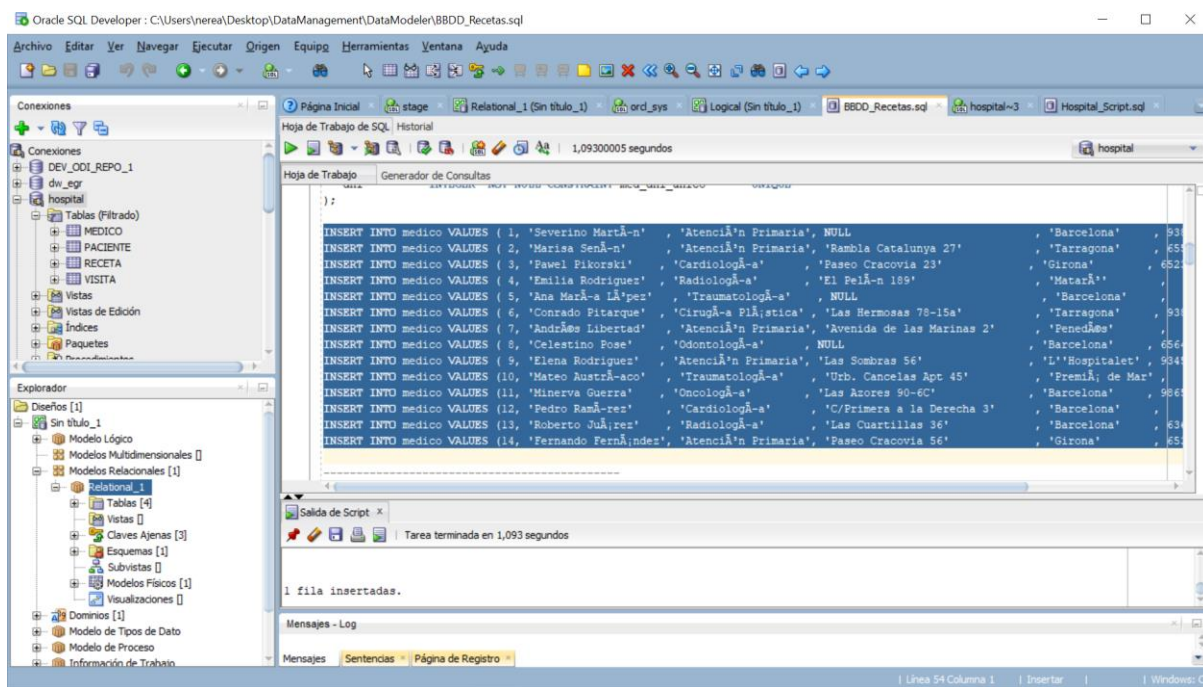 Oracle SQL Developer : C:\Users\nerea\Desktop\DataManagement\DataModeler\BBDD_Recetas.sql
Archivo Editar Ver Navegar Ejecutar Origen Equipo Herramientas Ventana Ayuda
Conexiones
Conexiones
DEV_ODI_REPO_1
dw_egr
hospital
Tablas (Filtrado)
MEDICO
PACIENTE
RECETA
VISITA
Vistas
Vistas de Edición
Índices
Paquetes
Procedimientos
Explorador
Diseños [1]
Sin título_1
Modelo Lógico
Modelos Multidimensionales []
Modelos Relacionales [1]
Relational_1
Tablas [4]
Vistas []
Claves Ajenas [3]
Esquemas [1]
Subvistas []
Modelos Físicos [1]
Visualizaciones []
Dominios [1]
Modelo de Tipos de Dato
Modelo de Proceso
Información de Trabajo
Página Inicial stage Relational_1 (Sin título_1) ord_sys Logical (Sin título_1) BBDD_Recetas.sql hospital~3 Hospital_Script.sql
Hoja de Trabajo de SQL Historial
1,09300005 segundos hospital
Hoja de Trabajo Generador de Consultas
);
INSERT INTO medico VALUES ( 1, 'Severino MartÃ-n' , 'AtenciÃ³n Primaria', NULL , 'Barcelona' , 938
INSERT INTO medico VALUES ( 2, 'Marisa SenÃ-n' , 'AtenciÃ³n Primaria', 'Rambla Catalunya 27' , 'Tarragona' , 655
INSERT INTO medico VALUES ( 3, 'Pawel Pikorski' , 'CardiologÃ-a' , 'Paseo Cracovia 23' , 'Girona' , 652
INSERT INTO medico VALUES ( 4, 'Emilia Rodriguez' , 'RadiologÃ-a' , 'El PelÃ-n 189' , 'MatarÃ³' ,
INSERT INTO medico VALUES ( 5, 'Ana MarÃ-a LÃ³pez' , 'TraumatologÃ-a' , NULL , 'Barcelona' ,
INSERT INTO medico VALUES ( 6, 'Conrado Pitarque' , 'CirugÃ-a PlÃ¡stica' , 'Las Hermosas 78-15a' , 'Tarragona' , 938
INSERT INTO medico VALUES ( 7, 'AndrÃ©s Libertad' , 'AtenciÃ³n Primaria', 'Avenida de las Marinas 2' , 'PenedÃ©s' ,
INSERT INTO medico VALUES ( 8, 'Celestino Pose' , 'OdontologÃ-a' , NULL , 'Barcelona' , 656
INSERT INTO medico VALUES ( 9, 'Elena Rodriguez' , 'AtenciÃ³n Primaria', 'Las Sombras 56' , 'L''Hospitalet' , 934
INSERT INTO medico VALUES (10, 'Mateo AustrÃ-aco' , 'TraumatologÃ-a' , 'Urb. Cancelas Apt 45' , 'PremiÃ¡ de Mar' ,
INSERT INTO medico VALUES (11, 'Minerva Guerra' , 'OncologÃ-a' , 'Las Azores 90-6C' , 'Barcelona' , 986
INSERT INTO medico VALUES (12, 'Pedro RamÃ-rez' , 'CardiologÃ-a' , 'C/Primera a la Derecha 3' , 'Barcelona' ,
INSERT INTO medico VALUES (13, 'Roberto JuÃ¡rez' , 'RadiologÃ-a' , 'Las Cuartillas 36' , 'Barcelona' , 636
INSERT INTO medico VALUES (14, 'Fernando FernÃ¡ndez', 'AtenciÃ³n Primaria', 'Paseo Cracovia 56' , 'Girona' , 652
Salida de Script
Tarea terminada en 1,093 segundos
1 fila insertadas.
Mensajes - Log
Mensajes Sentencias Página de Registro
Línea 54 Columna 1 Insertar Windows: